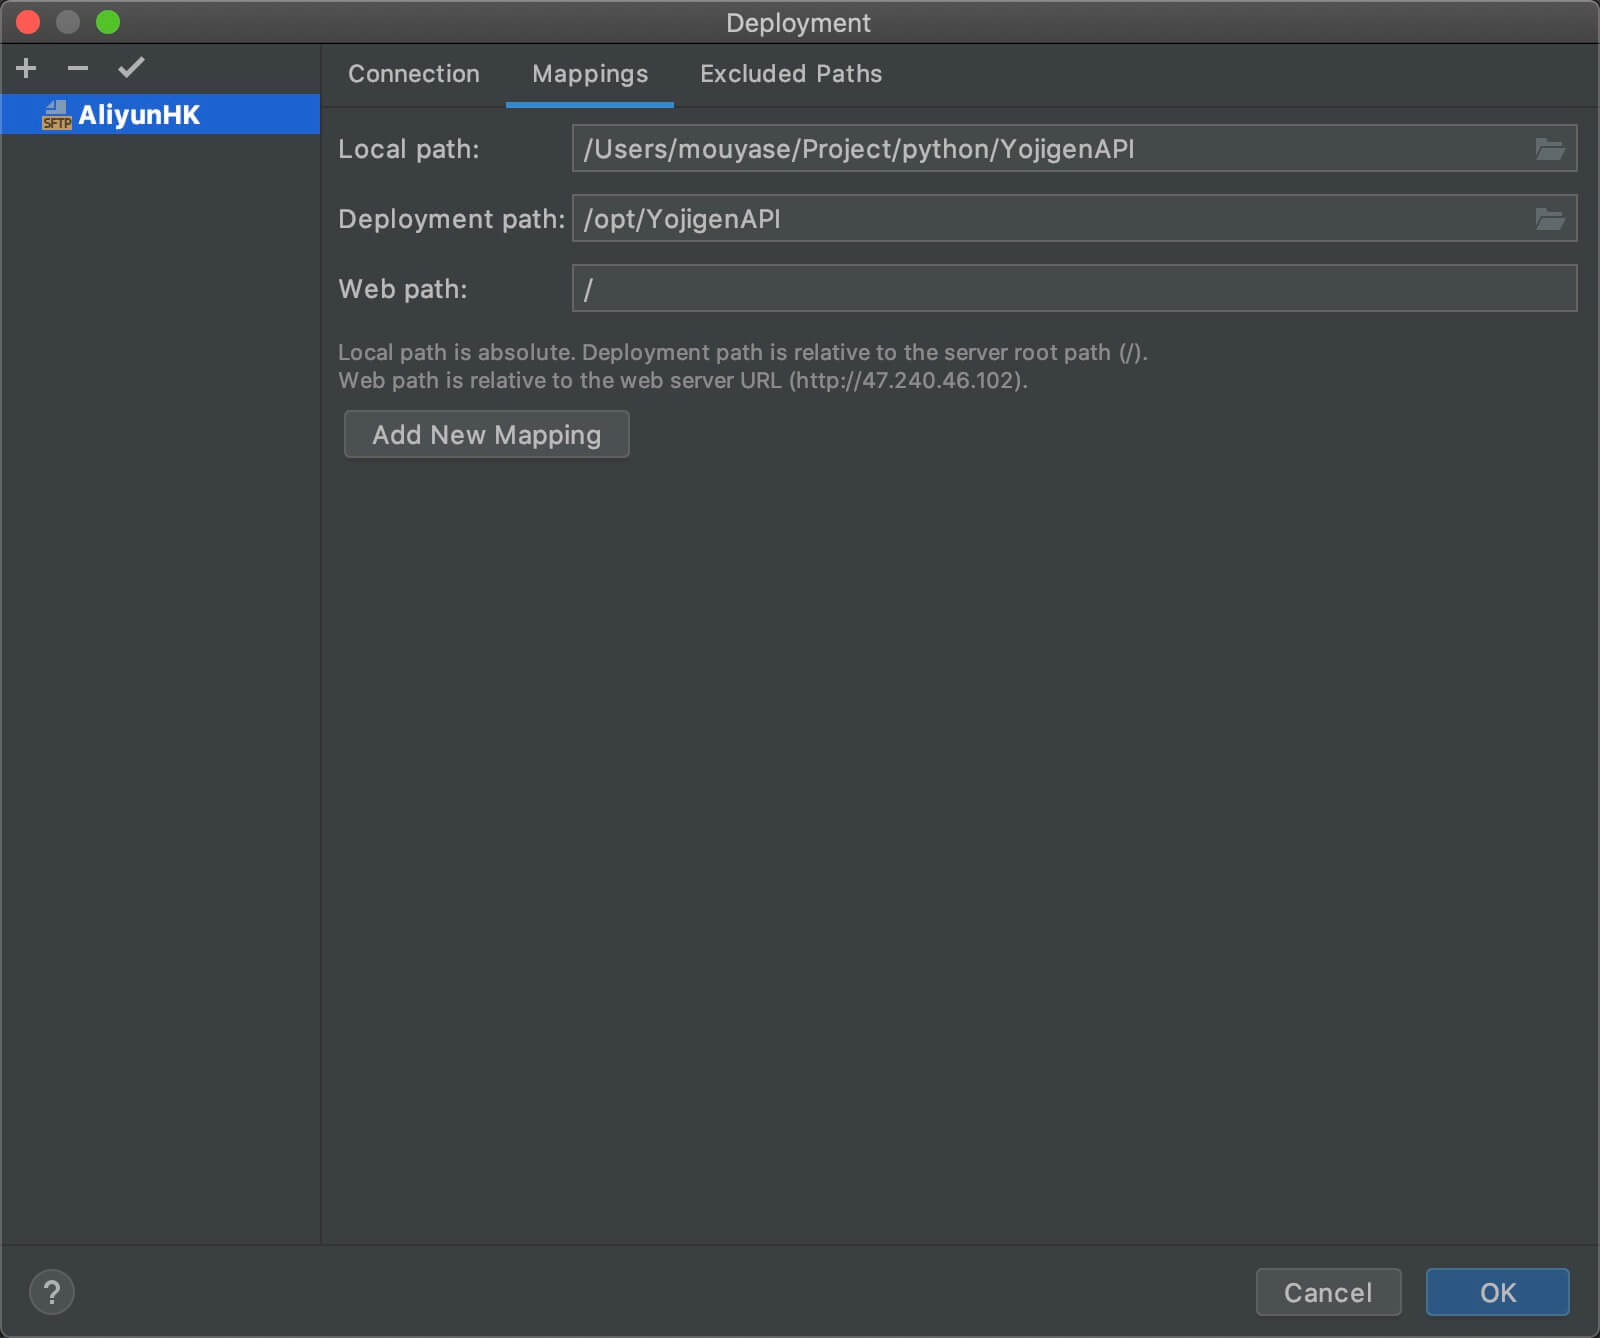 Deployment
Connection Mappings Excluded Paths
SFTP AliyunHK
Local path: /Users/mouyase/Project/python/YojigenAPI
Deployment path: /opt/YojigenAPI
Web path: /
Local path is absolute. Deployment path is relative to the server root path (/).
Web path is relative to the web server URL (http://47.240.46.102).
Add New Mapping
? Cancel OK